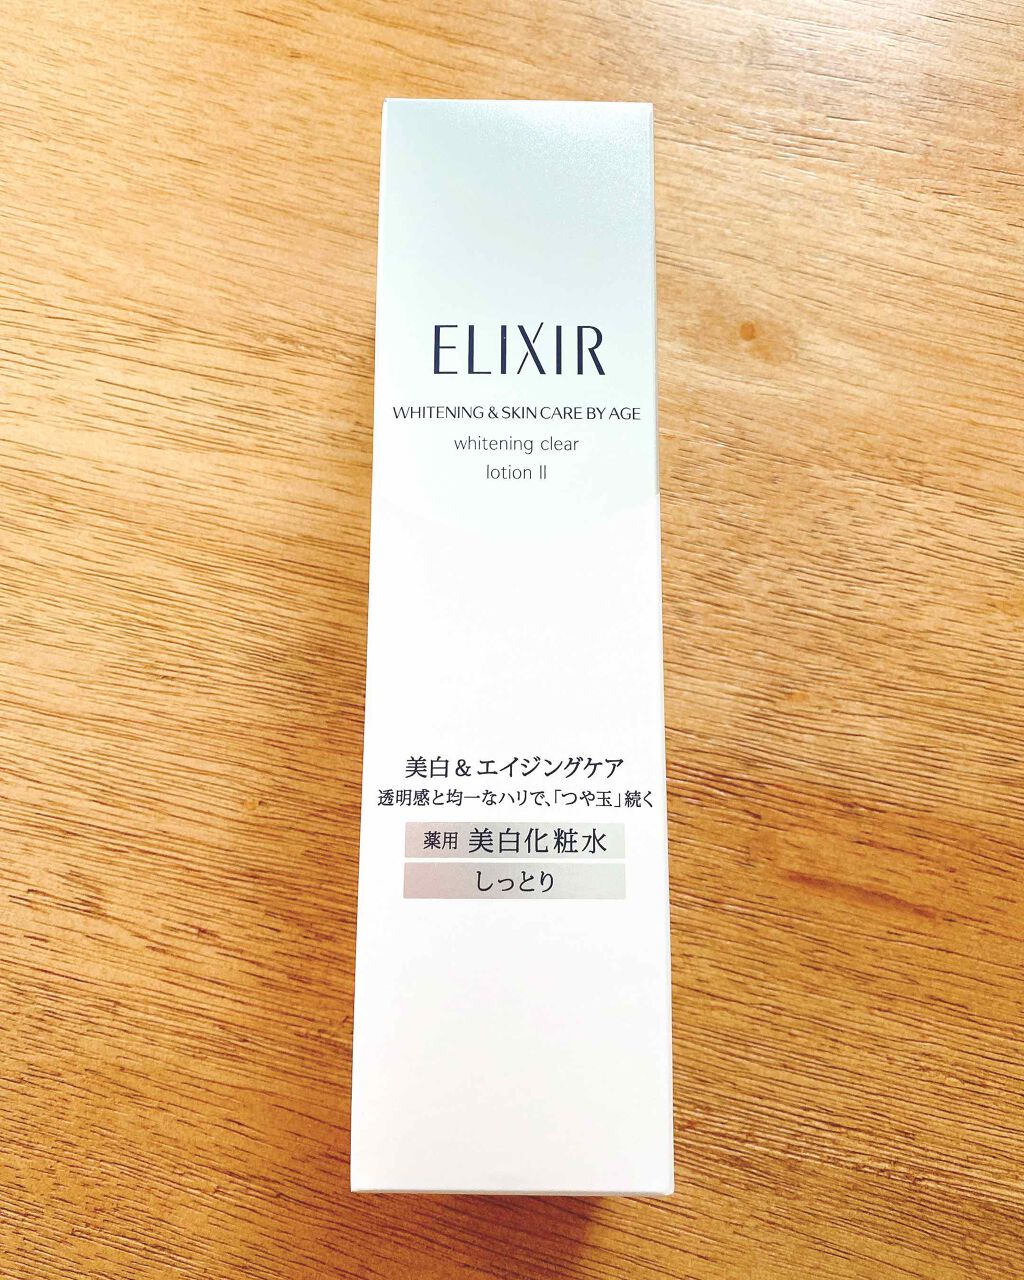 ELIXIR
WHITENING & SKIN CARE BY AGE
whitening clear
lotion II
美白&エイジングケア
透明感と均一なハリで、「つや玉」続く
薬用 美白化粧水
しっとり